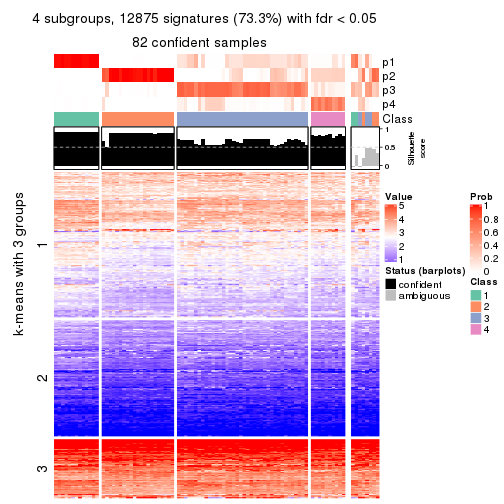 4 subgroups, 12875 signatures (73.3%) with fdr < 0.05
82 confident samples
p1
p2
p3
p4
Class
1
0.5
0
Silhouette
score
k-means with 3 groups
1
2
3
Value
5
4
3
2
1
Status (barplots)
confident
ambiguous
Prob
1
0.8
0.6
0.4
0.2
0
Class
1
2
3
4